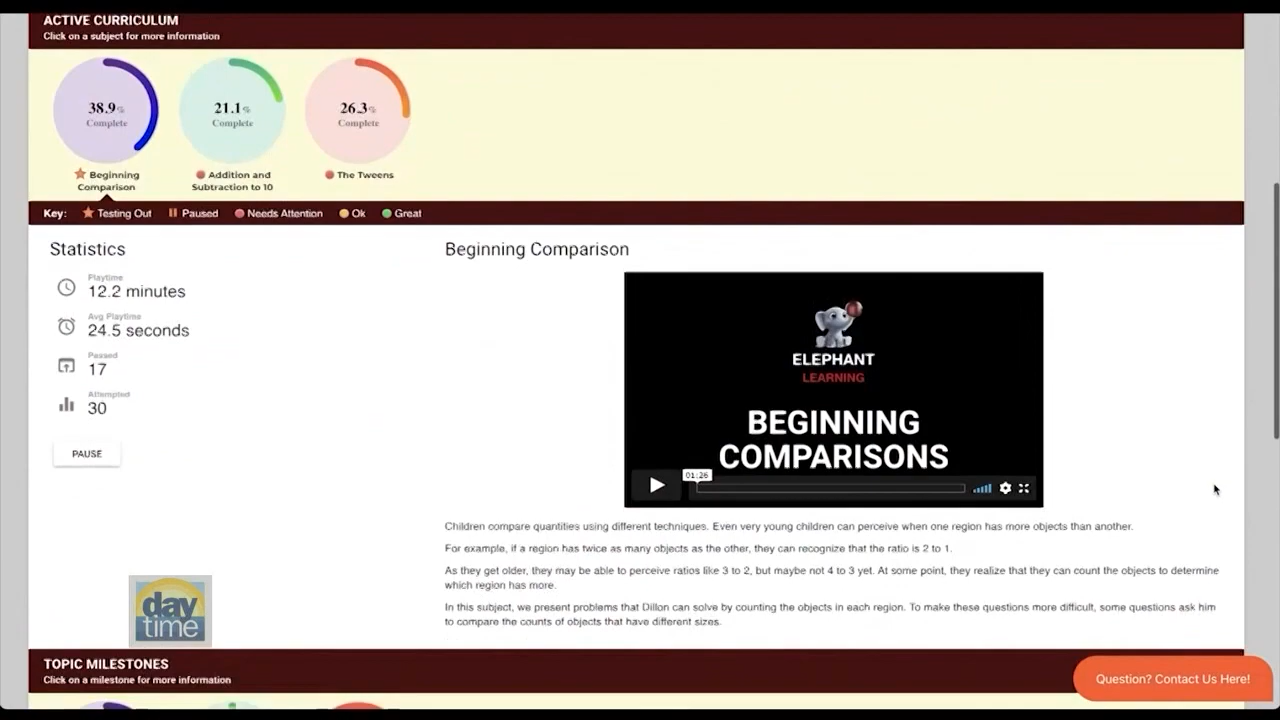 ACTIVE CURRICULUM
Click on a subject for more information
38.9%
Complete
21.1%
Complete
26.3%
Complete
Beginning
Comparison
Addition and
Subtraction to 10
The Tweens
Key: Testing Out Paused Needs Attention Ok Great
Statistics
Playtime
12.2 minutes
Avg Playtime
24.5 seconds
Passed
17
Attempted
30
PAUSE
Beginning Comparison
ELEPHANT
LEARNING
BEGINNING
COMPARISONS
01:26
Children compare quantities using different techniques. Even very young children can perceive when one region has more objects than another.
For example, if a region has twice as many objects as the other, they can recognize that the ratio is 2 to 1.
As they get older, they may be able to perceive ratios like 3 to 2, but maybe not 4 to 3 yet. At some point, they realize that they can count the objects to determine
which region has more.
In this subject, we present problems that Dillon can solve by counting the objects in each region. To make these questions more difficult, some questions ask him
to compare the counts of objects that have different sizes.
day
time
TOPIC MILESTONES
Click on a milestone for more information
Question? Contact Us Here!